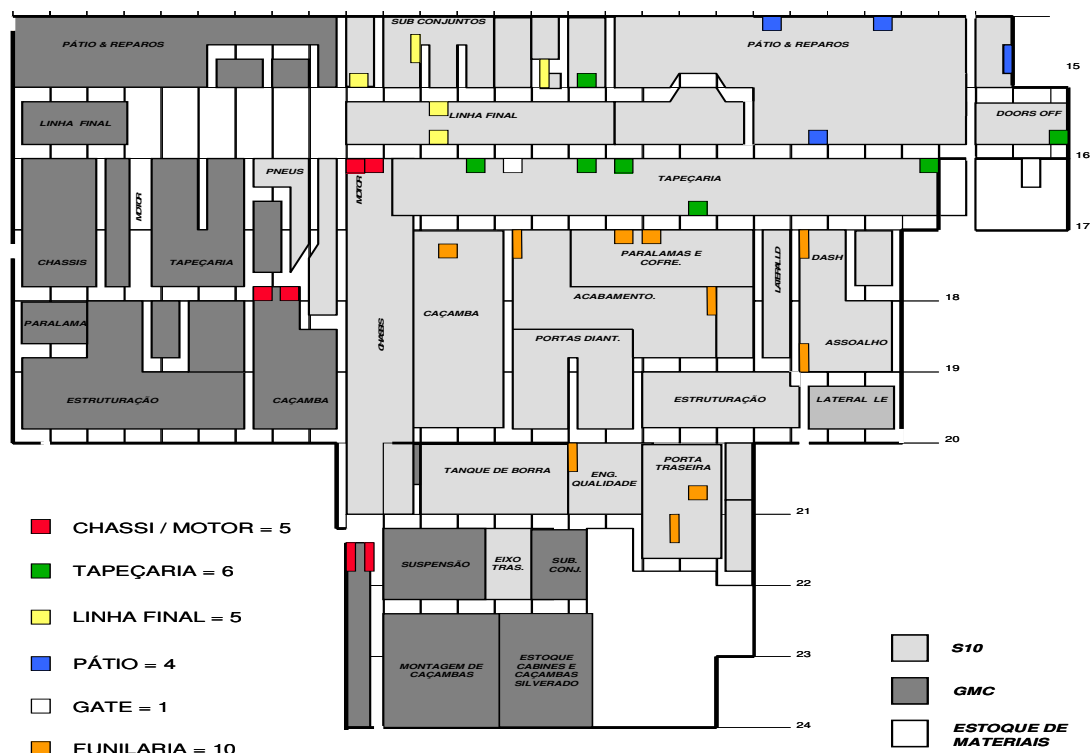 SUB CONJUNTOS
PÁTIO & REPAROS
PÁTIO & REPAROS
15
LINHA FINAL
LINHA FINAL
DOORS OFF
16
PNEUS
MOTOR
MOTOR
TAPEÇARIA
17
CHASSIS
TAPEÇARIA
PARALAMAS E
COFRE.
LATERAL LD
DASH
ACABAMENTO.
18
PARALAMA
CHASSIS
CAÇAMBA
PORTAS DIANT.
ASSOALHO
19
ESTRUTURAÇÃO
CAÇAMBA
ESTRUTURAÇÃO
LATERAL LE
20
TANQUE DE BORRA
ENG.
QUALIDADE
PORTA
TRASEIRA
21
CHASSI / MOTOR = 5
SUSPENSÃO
EIXO
TRAS.
SUB.
CONJ.
22
TAPEÇARIA = 6
LINHA FINAL = 5
PÁTIO = 4
GATE = 1
FUNILARIA = 10
MONTAGEM DE
CAÇAMBAS
ESTOQUE
CABINES E
CAÇAMBAS
SILVERADO
23
24
S10
GMC
ESTOQUE DE
MATERIAIS